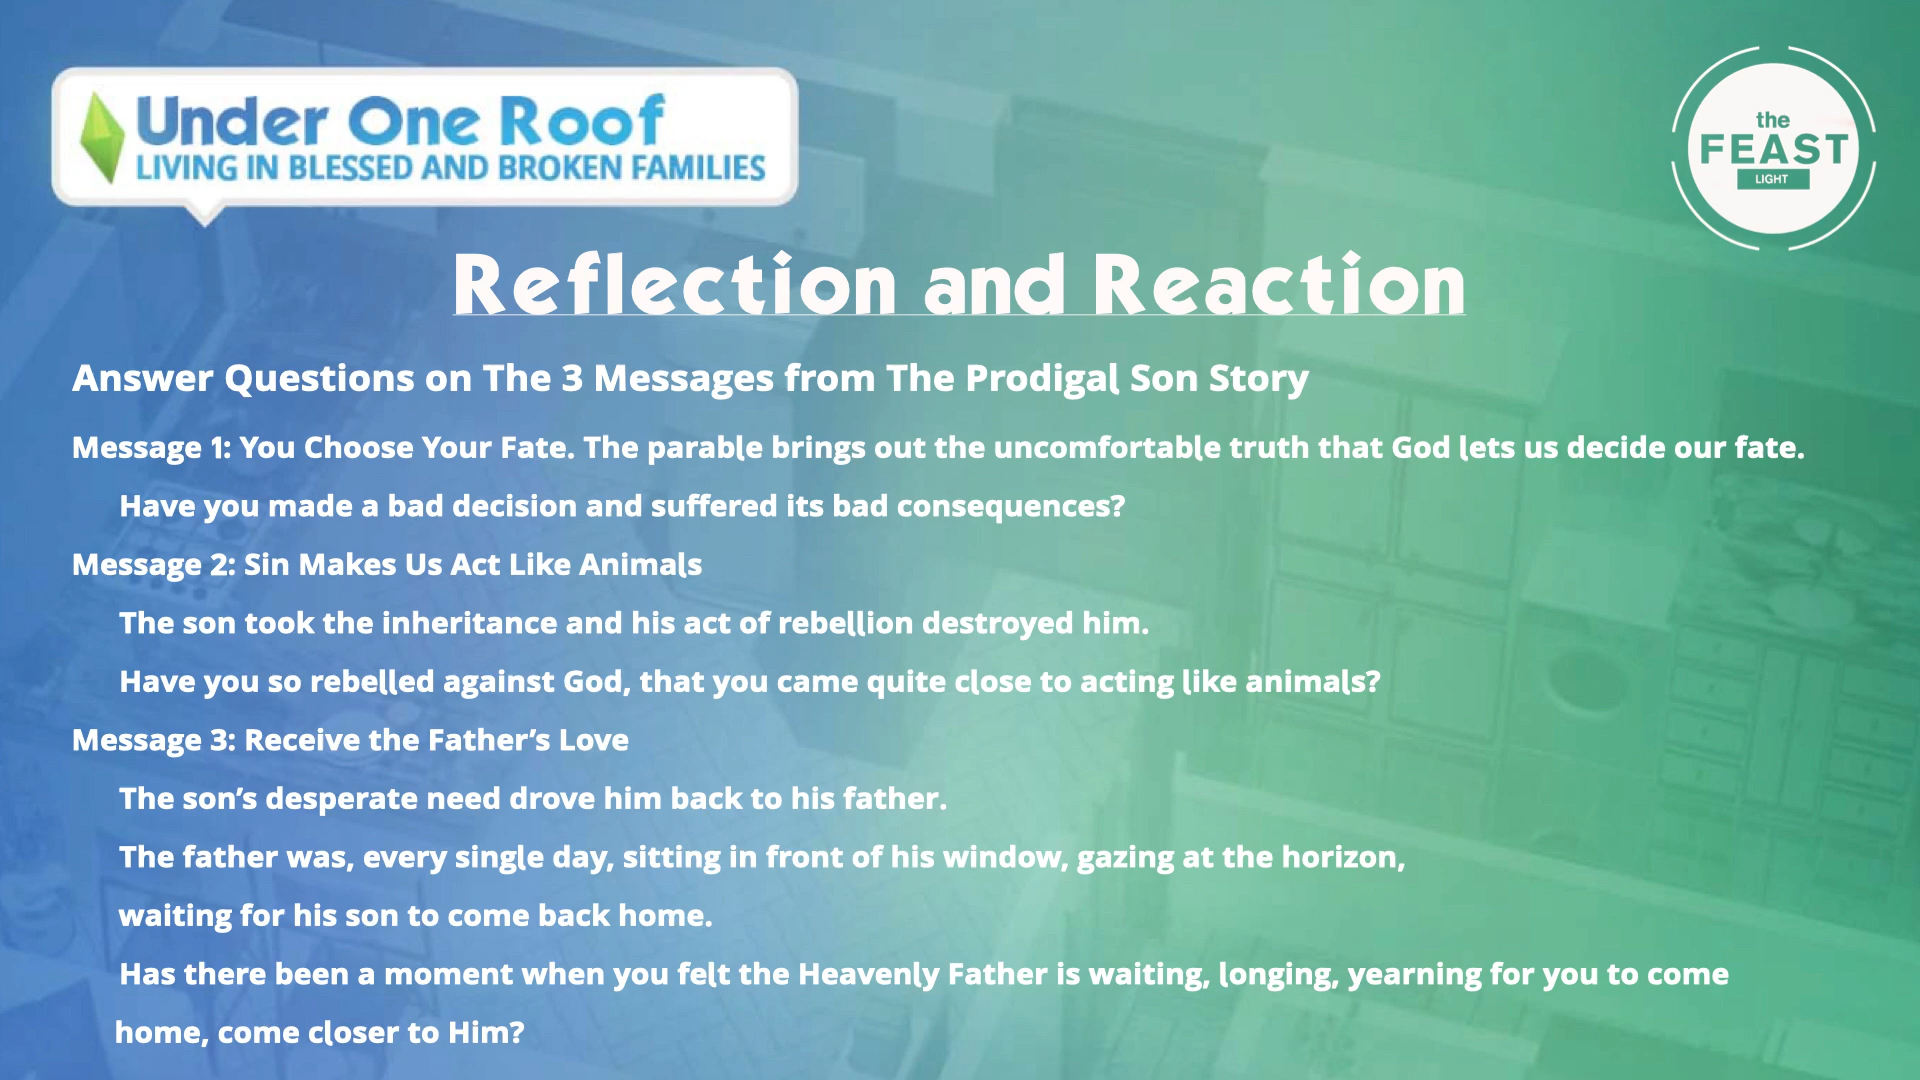 Under One Roof
LIVING IN BLESSED AND BROKEN FAMILIES
the
FEAST
LIGHT
Reflection and Reaction
Answer Questions on The 3 Messages from The Prodigal Son Story
Message 1: You Choose Your Fate. The parable brings out the uncomfortable truth that God lets us decide our fate.
Have you made a bad decision and suffered its bad consequences?
Message 2: Sin Makes Us Act Like Animals
The son took the inheritance and his act of rebellion destroyed him.
Have you so rebelled against God, that you came quite close to acting like animals?
Message 3: Receive the Father’s Love
The son’s desperate need drove him back to his father.
The father was, every single day, sitting in front of his window, gazing at the horizon,
waiting for his son to come back home.
Has there been a moment when you felt the Heavenly Father is waiting, longing, yearning for you to come
home, come closer to Him?